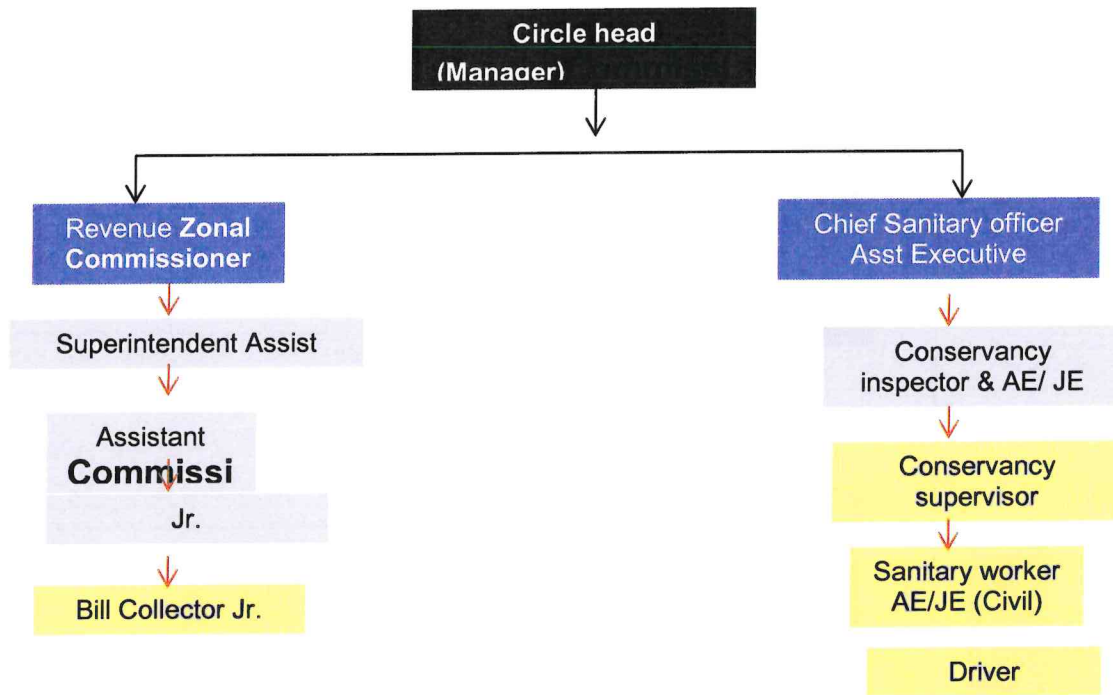 Circle head
(Manager)
Revenue Zonal
Commissioner
Superintendent Assist
Assistant
Commissi
Jr.
Bill Collector Jr.
Chief Sanitary officer
Asst Executive
Conservancy
inspector & AE/ JE
Conservancy
supervisor
Sanitary worker
AE/JE (Civil)
Driver